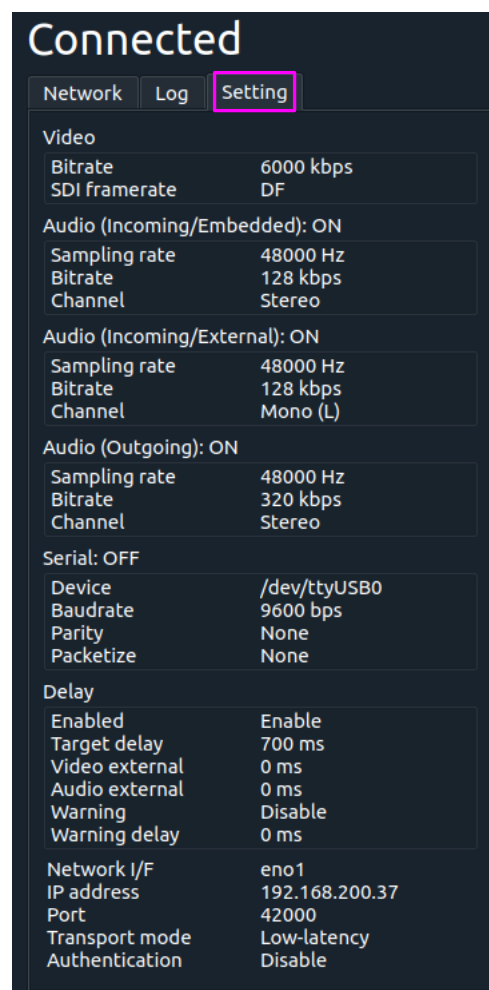 Connected
Network Log Setting
Video
Bitrate 6000 kbps
SDI framerate DF
Audio (Incoming/Embedded): ON
Sampling rate 48000 Hz
Bitrate 128 kbps
Channel Stereo
Audio (Incoming/External): ON
Sampling rate 48000 Hz
Bitrate 128 kbps
Channel Mono (L)
Audio (Outgoing): ON
Sampling rate 48000 Hz
Bitrate 320 kbps
Channel Stereo
Serial: OFF
Device /dev/ttyUSB0
Baudrate 9600 bps
Parity None
Packetize None
Delay
Enabled Enable
Target delay 700 ms
Video external 0 ms
Audio external 0 ms
Warning Disable
Warning delay 0 ms
Network I/F eno1
IP address 192.168.200.37
Port 42000
Transport mode Low-latency
Authentication Disable